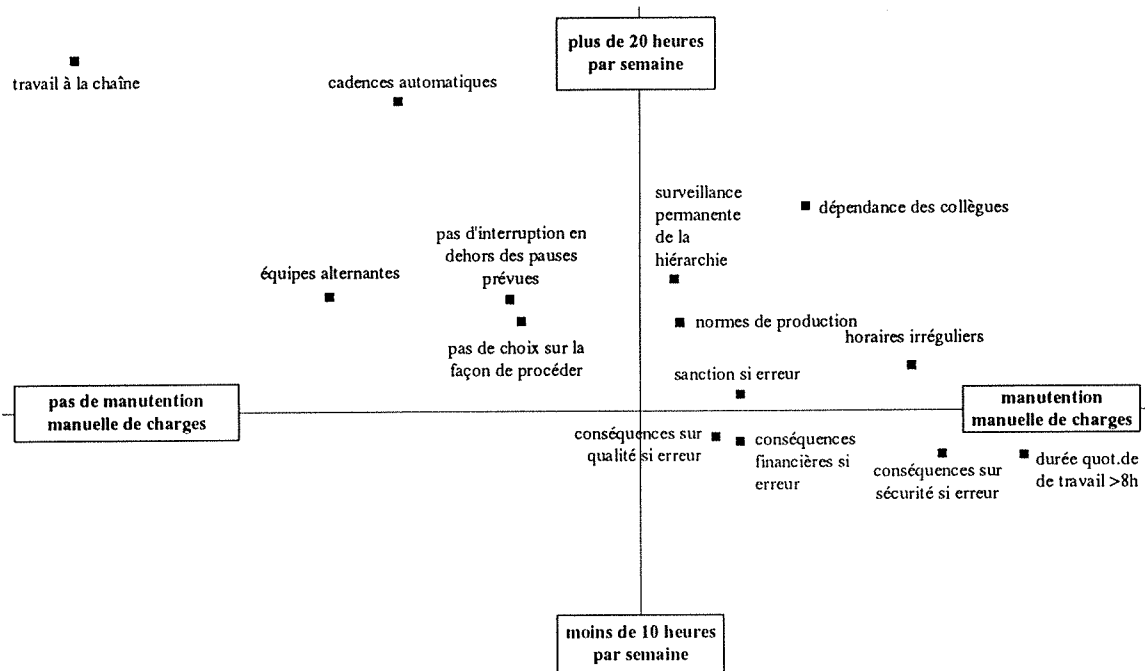 plus de 20 heures
par semaine
travail à la chaîne
cadences automatiques
surveillance
permanente
de la
hiérarchie
dépendance des collègues
pas d'interruption en
dehors des pauses
prévues
équipes alternantes
normes de production
horaires irréguliers
pas de choix sur la
façon de procéder
sanction si erreur
pas de manutention
manuelle de charges
manutention
manuelle de charges
conséquences sur
qualité si erreur
conséquences
financières si
erreur
conséquences sur
sécurité si erreur
durée quot.de
de travail >8h
moins de 10 heures
par semaine